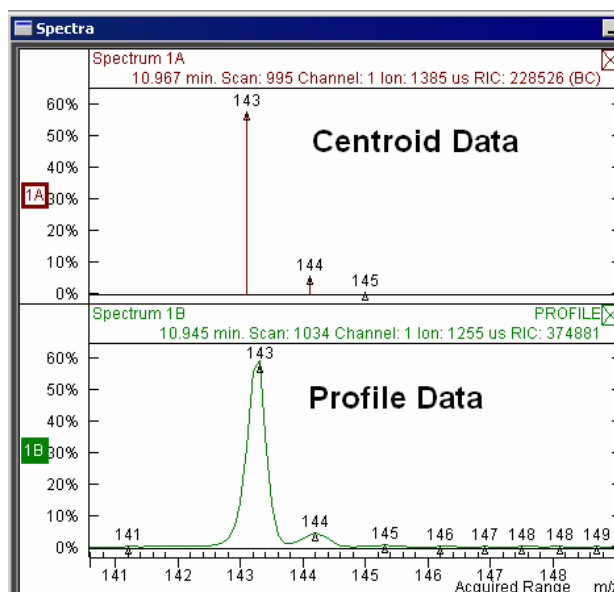 Spectra
Spectrum 1A
10.967 min. Scan: 995 Channel: 1 Ion: 1385 us RIC: 228526 (BC)
60%
50%
40%
30%
20%
10%
0%
1A
143
144
145
Centroid Data
Spectrum 1B PROFILE
10.945 min. Scan: 1034 Channel: 1 Ion: 1255 us RIC: 374881
60%
50%
40%
30%
20%
10%
0%
1B
143
Profile Data
141 144 145 146 147 148 148 149
141 142 143 144 145 146 147 148
Acquired Range m/z